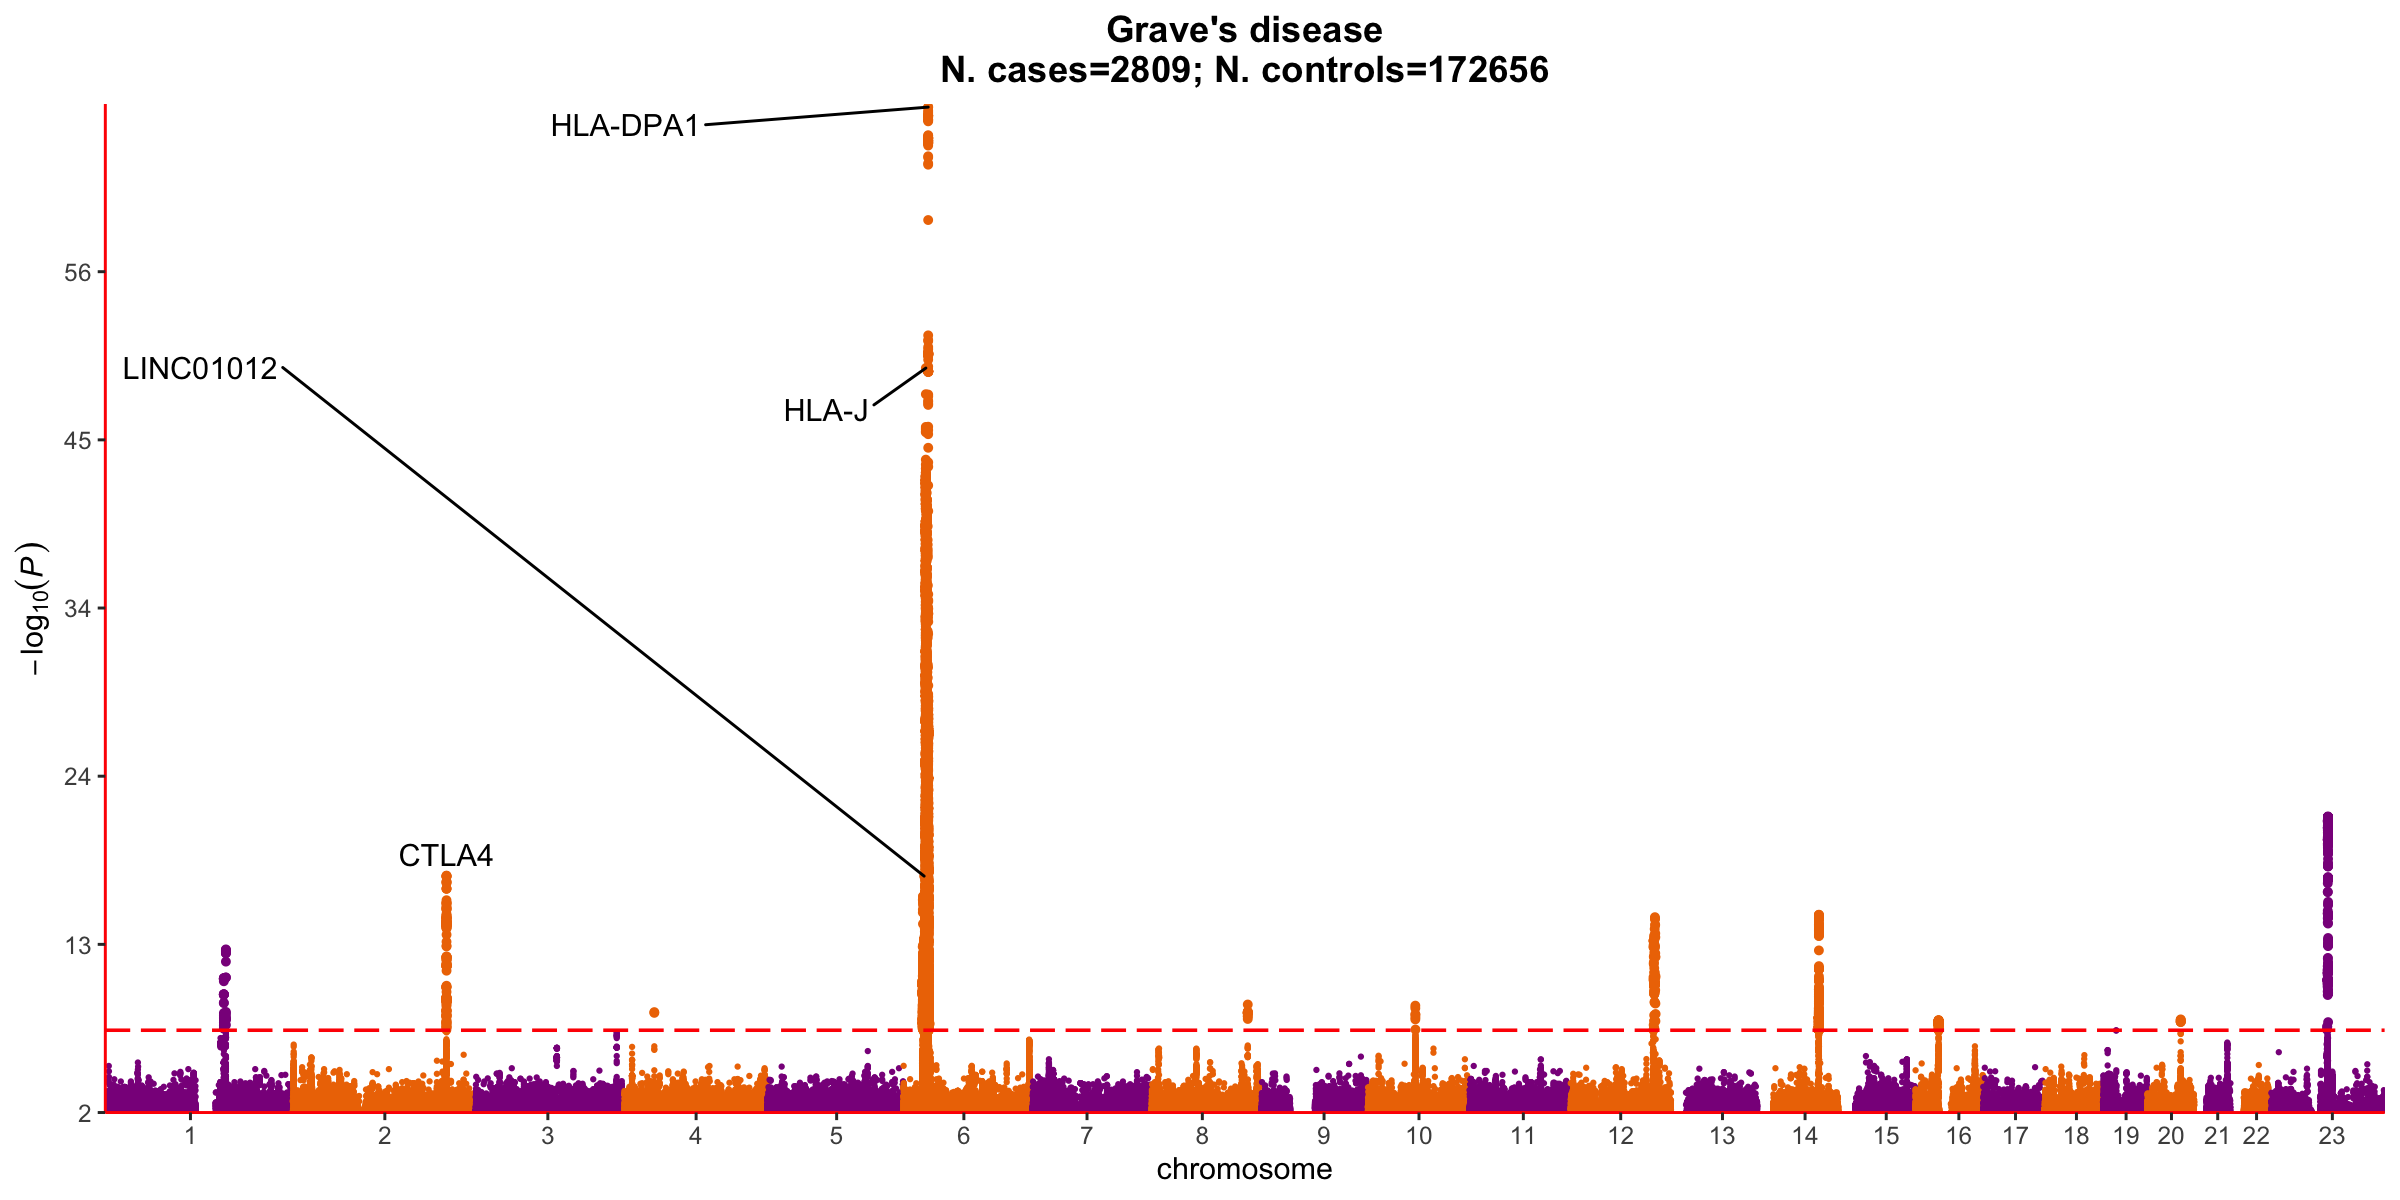 Grave's disease
N. cases=2809; N. controls=172656
HLA-DPA1
56
LINC01012
HLA-J
45
34
−log10(P)
24
CTLA4
13
2
1 2 3 4 5 6 7 8 9 10 11 12 13 14 15 16 17 18 19 20 21 22 23
chromosome